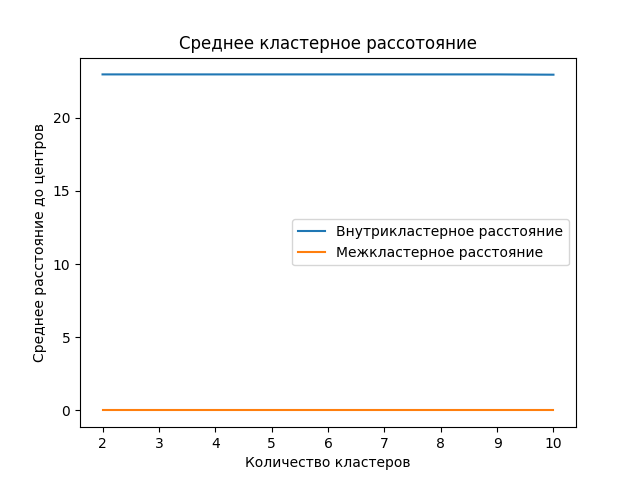 Среднее кластерное рассотояние
Среднее расстояние до центров
20
15
10
5
0
Внутрикластерное расстояние
Межкластерное расстояние
2 3 4 5 6 7 8 9 10
Количество кластеров